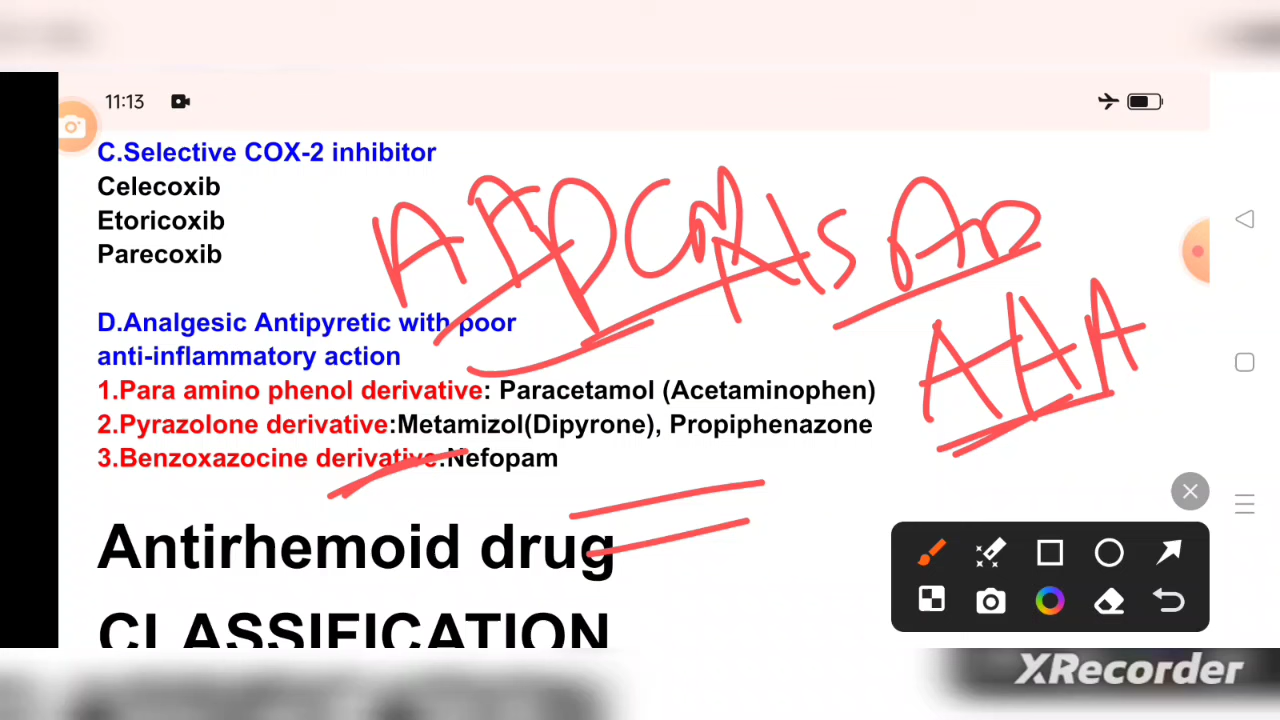 11:13
C.Selective COX-2 inhibitor
Celecoxib
Etoricoxib
Parecoxib
D.Analgesic Antipyretic with poor
anti-inflammatory action
1.Para amino phenol derivative: Paracetamol (Acetaminophen)
2.Pyrazolone derivative:Metamizol(Dipyrone), Propiphenazone
3.Benzoxazocine derivative:Nefopam
AAA
Antirhemoid drug
CLASSIFICATION
XRecorder